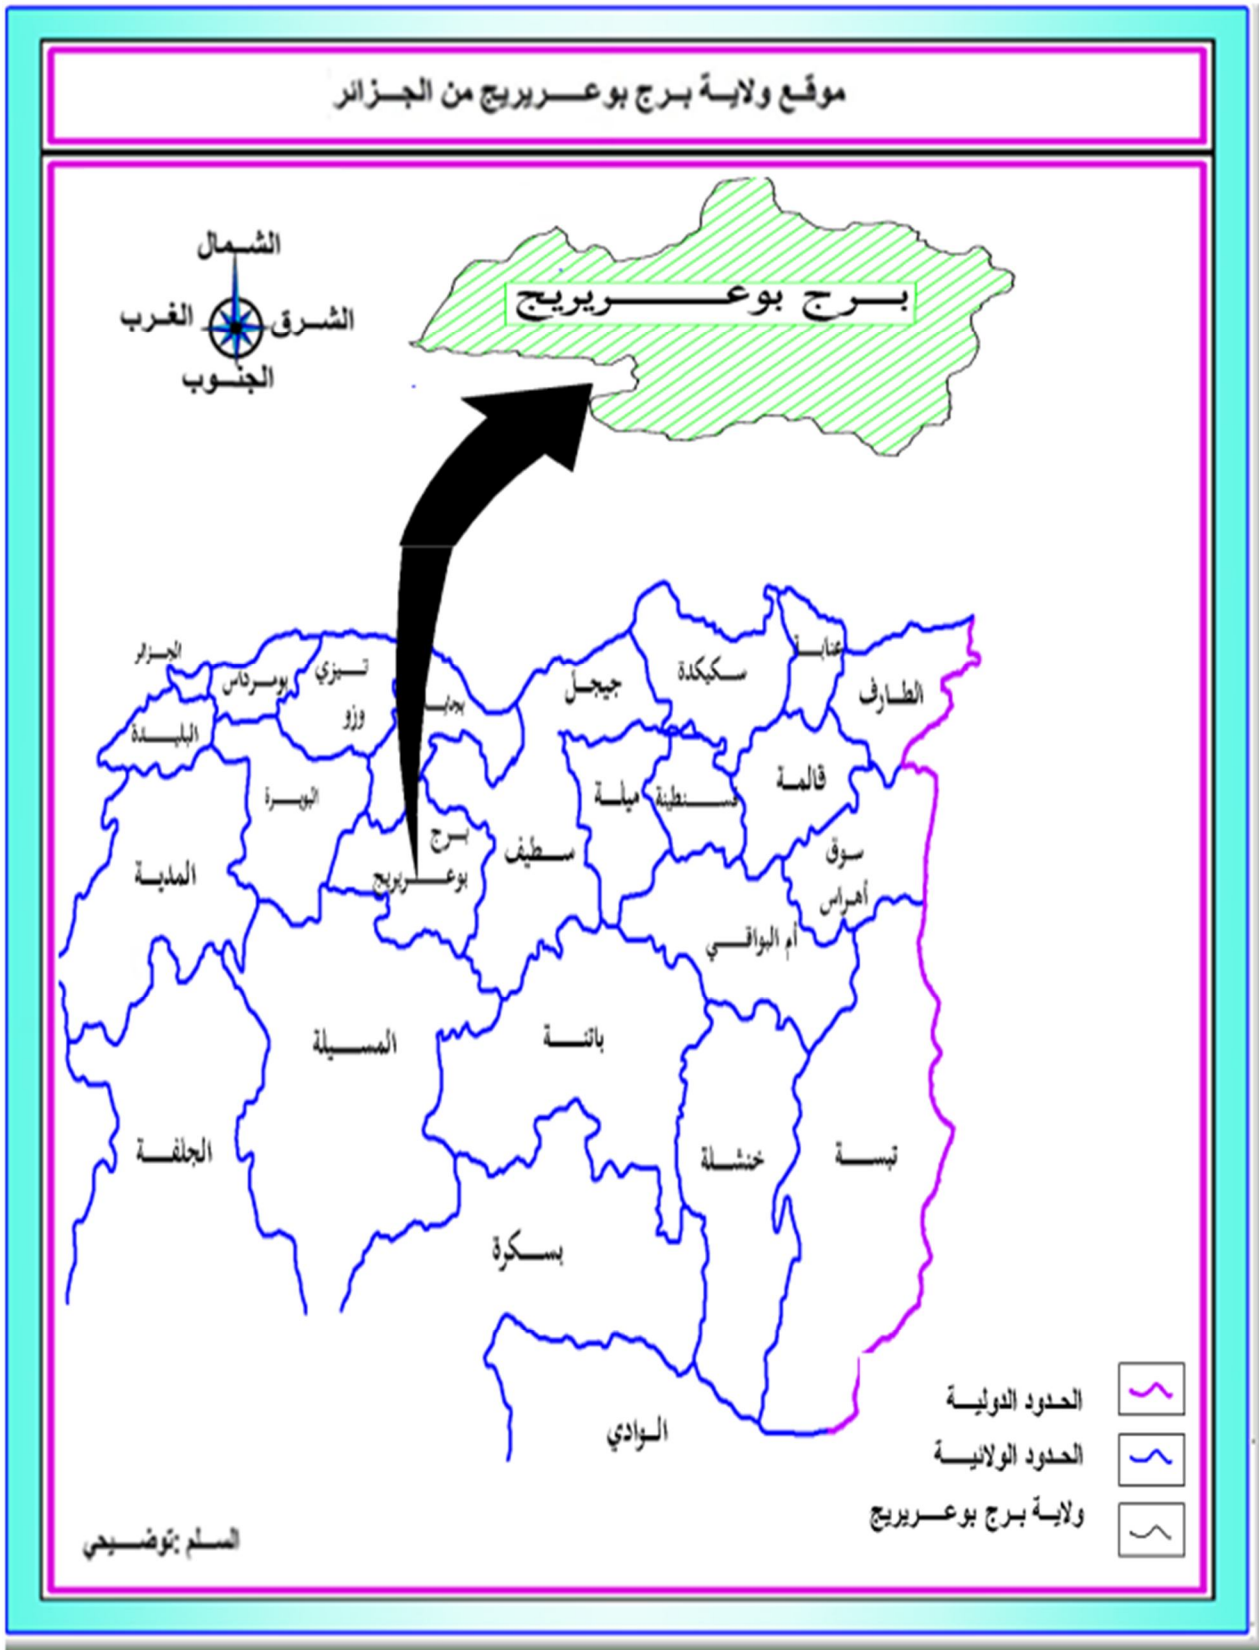 موقع ولاية برج بوعريريج من الجزائر
الشمال
الشرق
الغرب
الجنوب
برج بوعريريج
الجزائر
بومرداس
تيزي
وزو
جيجل
سكيكدة
عنابة
الطارف
البليدة
البويرة
برج
بوعريريج
سطيف
ميلة
قسنطينة
قالمة
سوق
أهراس
المدية
أم البواقي
المسيلة
باتنة
خنشلة
تبسة
الجلفة
بسكرة
الوادي
الحدود الدولية
الحدود الولائية
ولاية برج بوعريريج
السلم :توضيحي